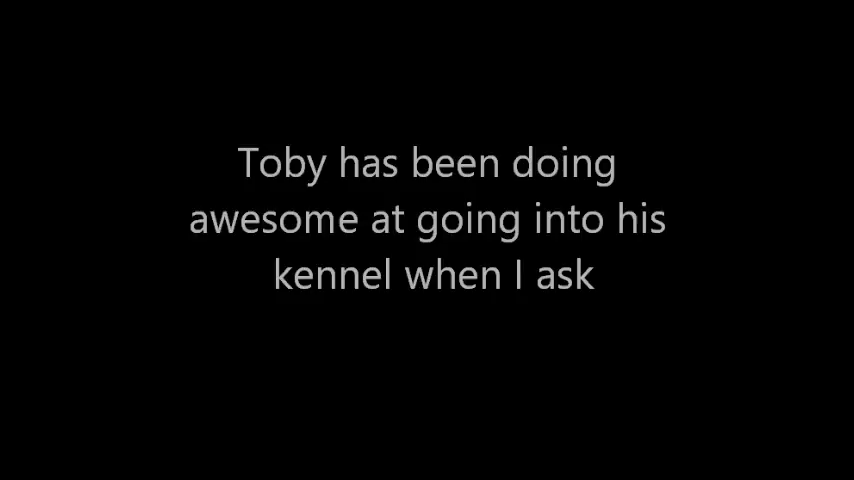 Toby has been doing
awesome at going into his
kennel when I ask